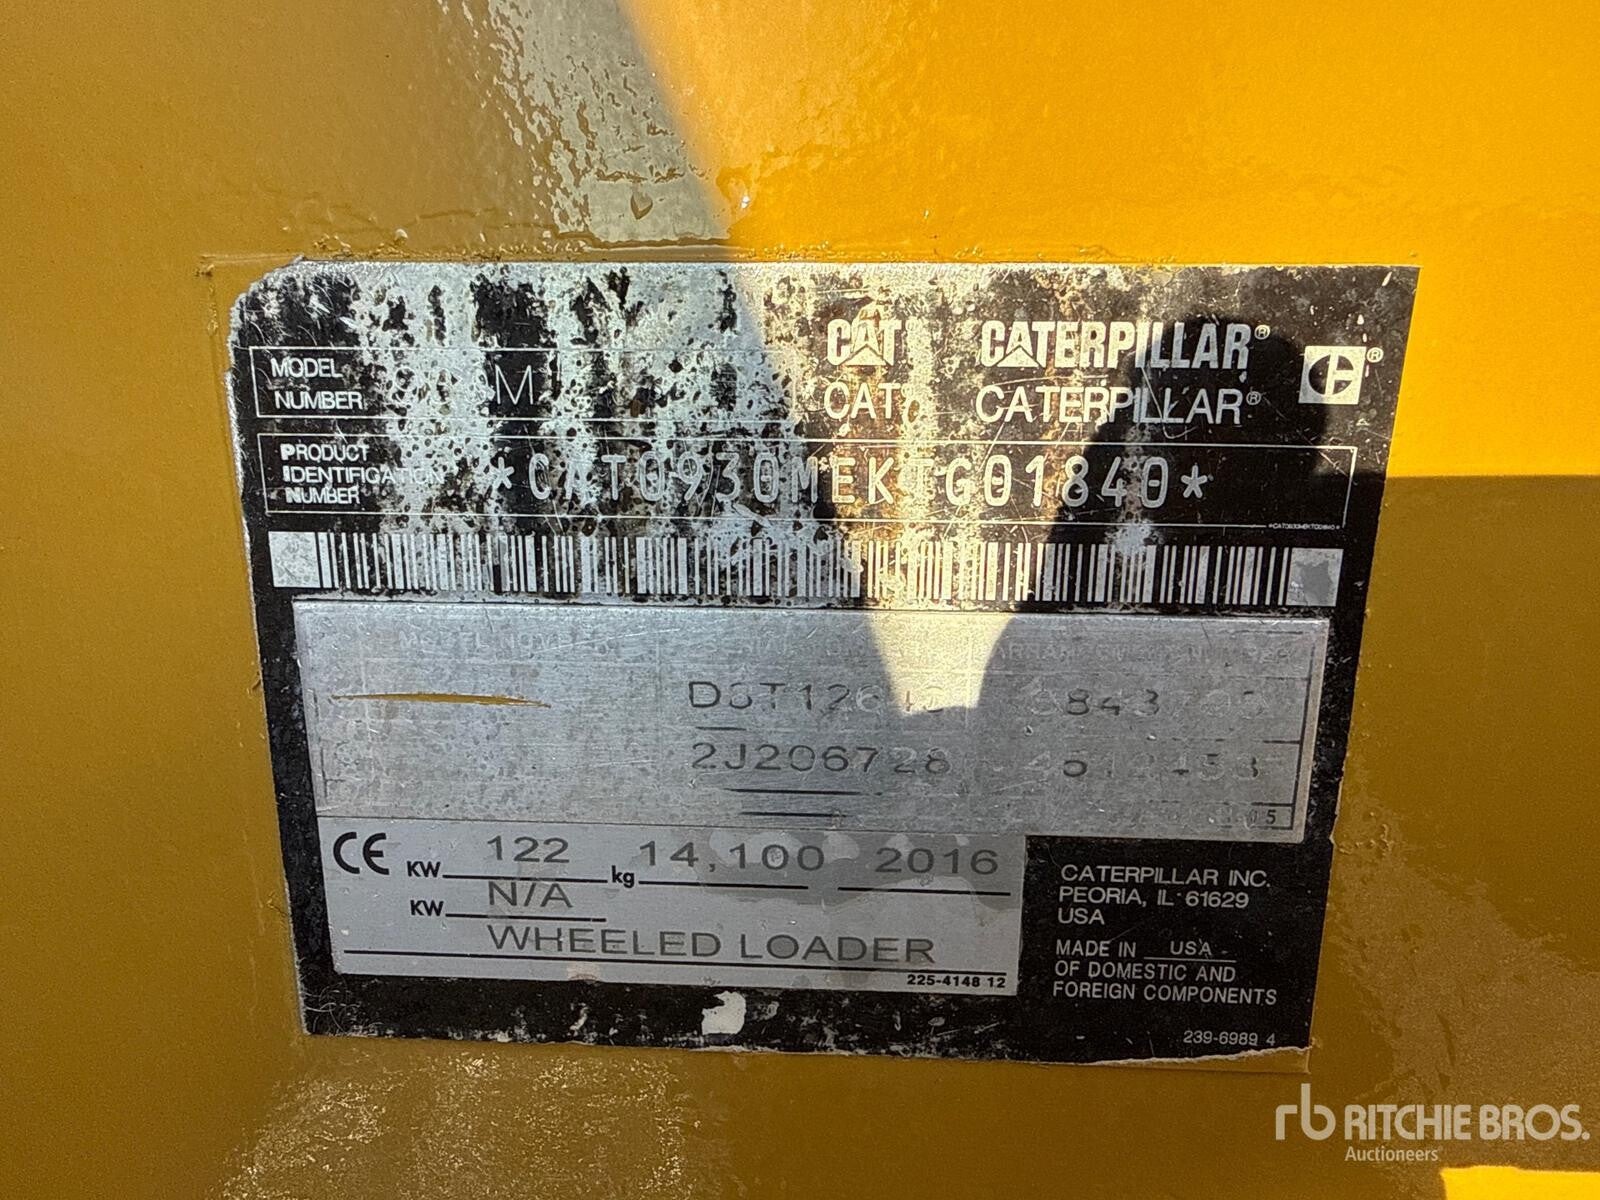 CAT CATERPILLAR®
MODEL
NUMBER M CAT® CATERPILLAR®
PRODUCT
IDENTIFICATION
NUMBER *CAT0930MEKTG01840*
2J206728
05
CE KW 122 kg 14,100 2016
KW N/A
WHEELED LOADER
225-4148 12
CATERPILLAR INC.
PEORIA, IL 61629
USA
MADE IN USA
OF DOMESTIC AND
FOREIGN COMPONENTS
239-6989 4
rb RITCHIE BROS.
Auctioneers